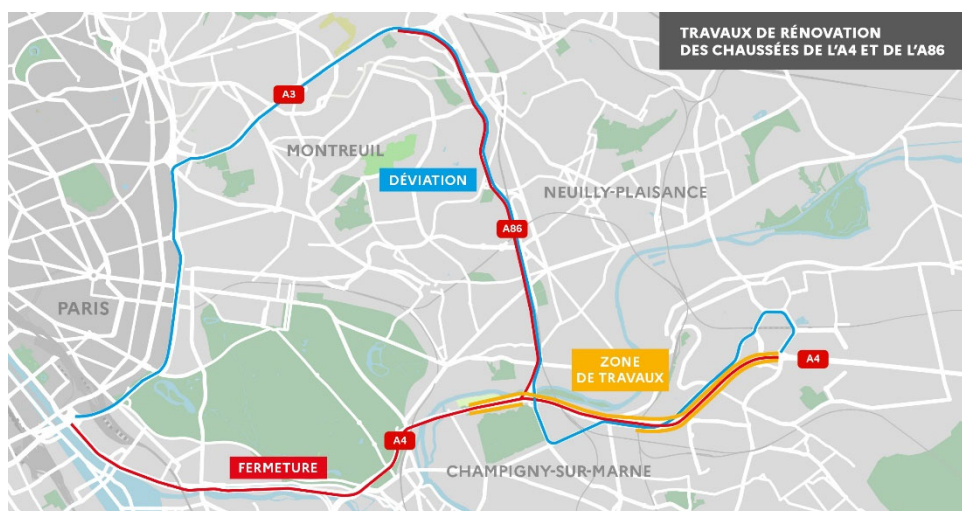 TRAVAUX DE RÉNOVATION
DES CHAUSSÉES DE L'A4 ET DE L'A86
A3
MONTREUIL
DÉVIATION
NEUILLY-PLAISANCE
A86
PARIS
ZONE
DE TRAVAUX
A4
A4
FERMETURE
CHAMPIGNY-SUR-MARNE